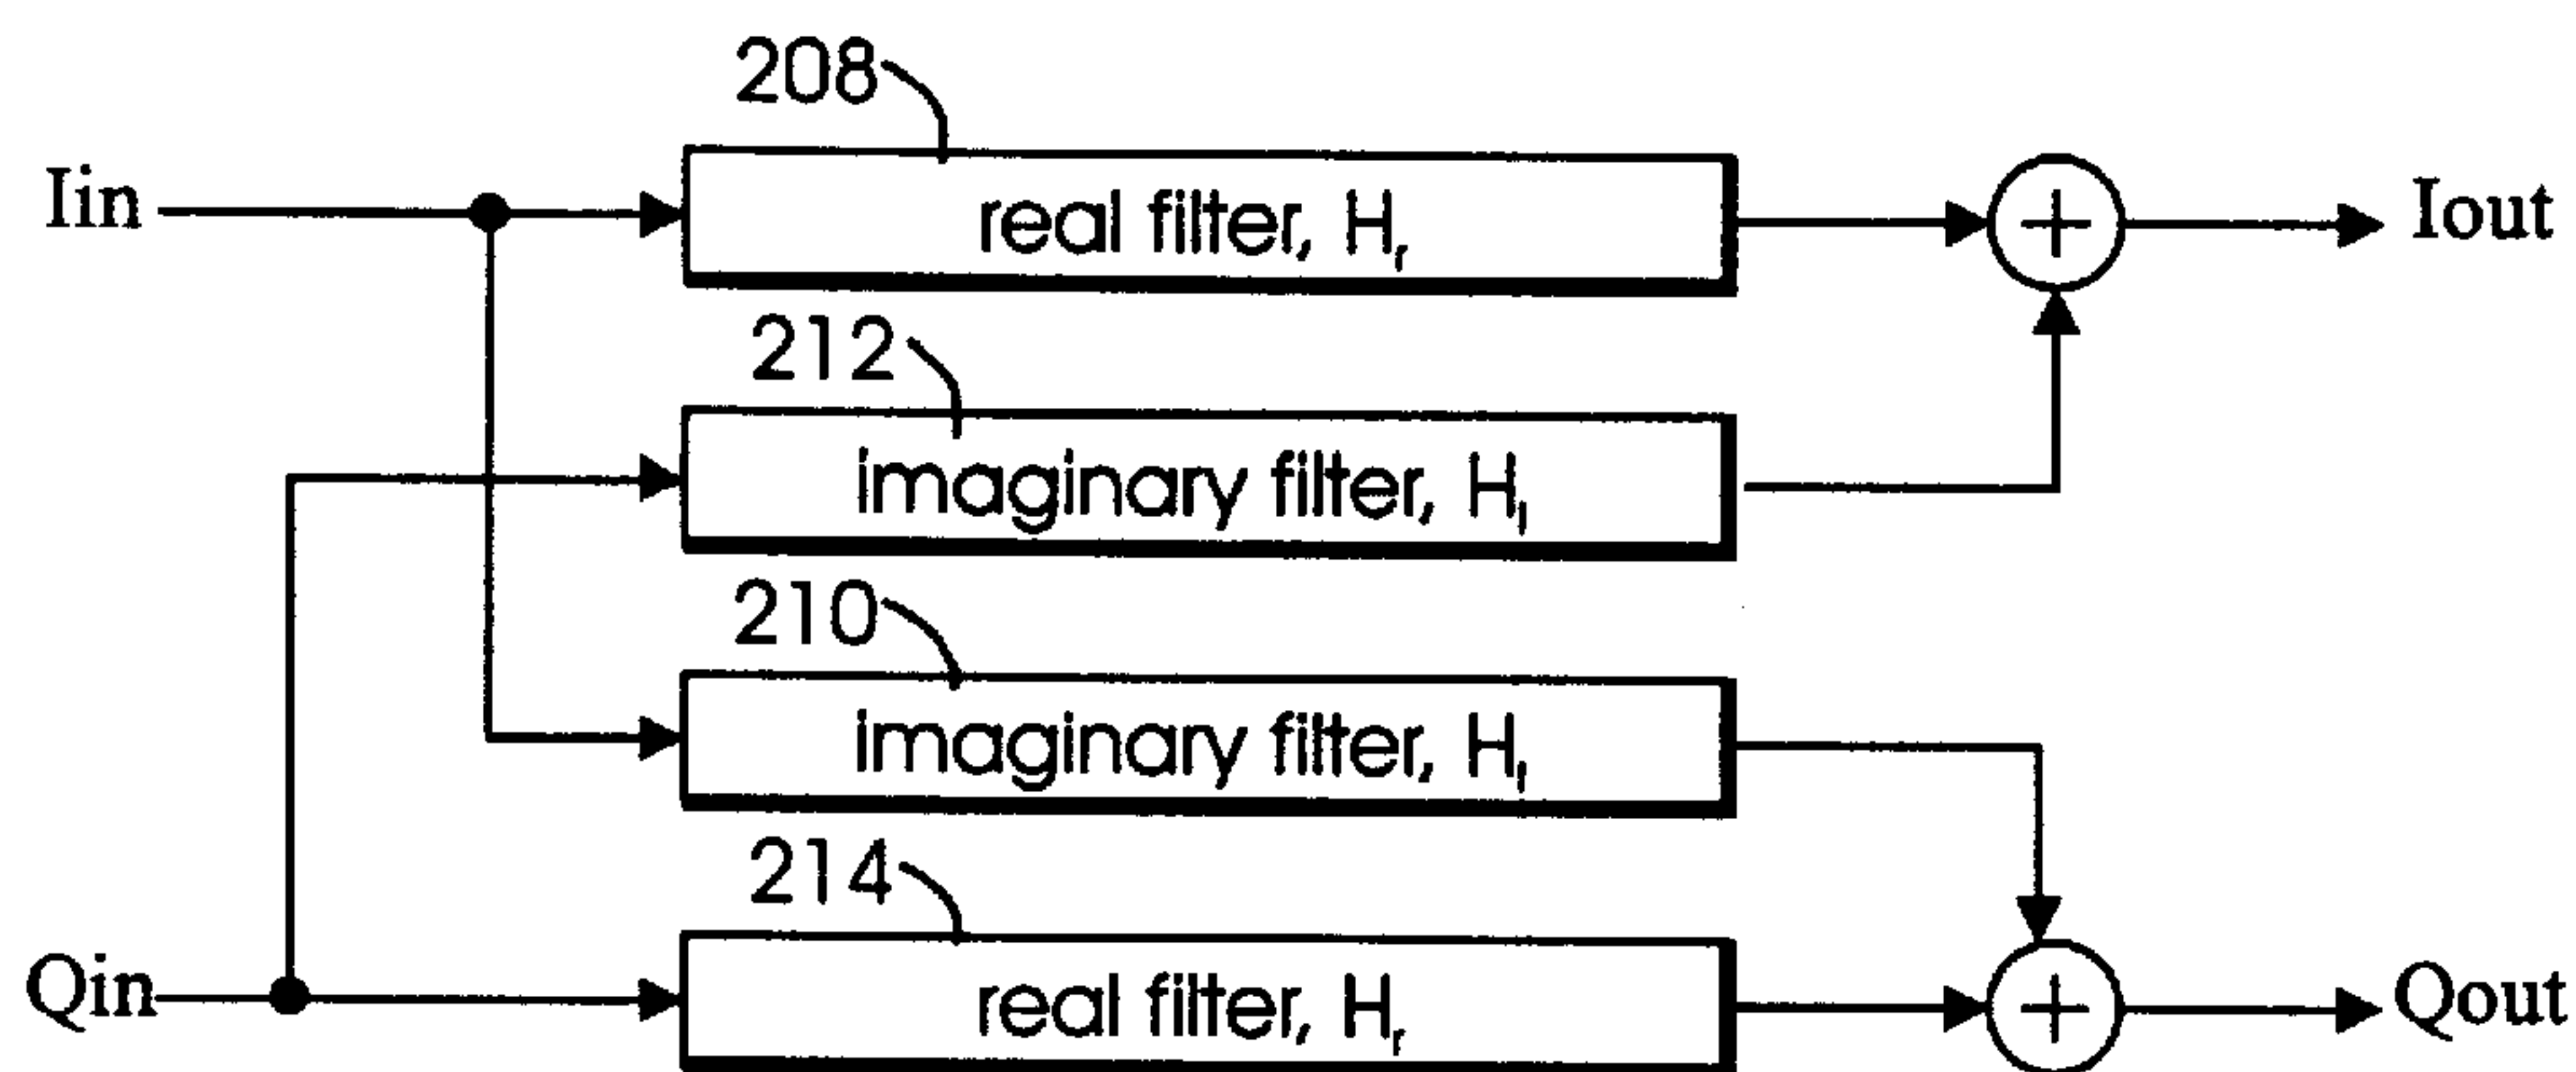 208
Iin
real filter, Hr
Iout
212
imaginary filter, HI
210
imaginary filter, HI
214
Qin
real filter, Hr
Qout